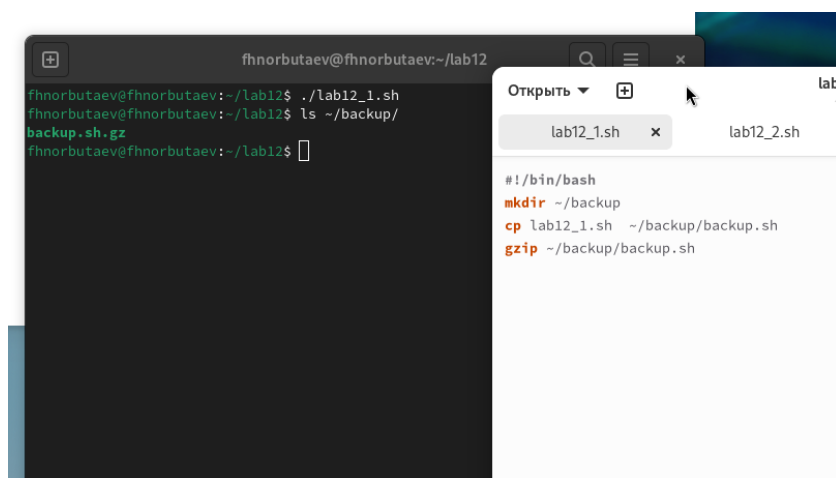 fhnorbutaev@fhnorbutaev:~/lab12
fhnorbutaev@fhnorbutaev:~/lab12$ ./lab12_1.sh
fhnorbutaev@fhnorbutaev:~/lab12$ ls ~/backup/
backup.sh.gz
fhnorbutaev@fhnorbutaev:~/lab12$
Открыть
lab
lab12_1.sh
lab12_2.sh
#!/bin/bash
mkdir ~/backup
cp lab12_1.sh  ~/backup/backup.sh
gzip ~/backup/backup.sh